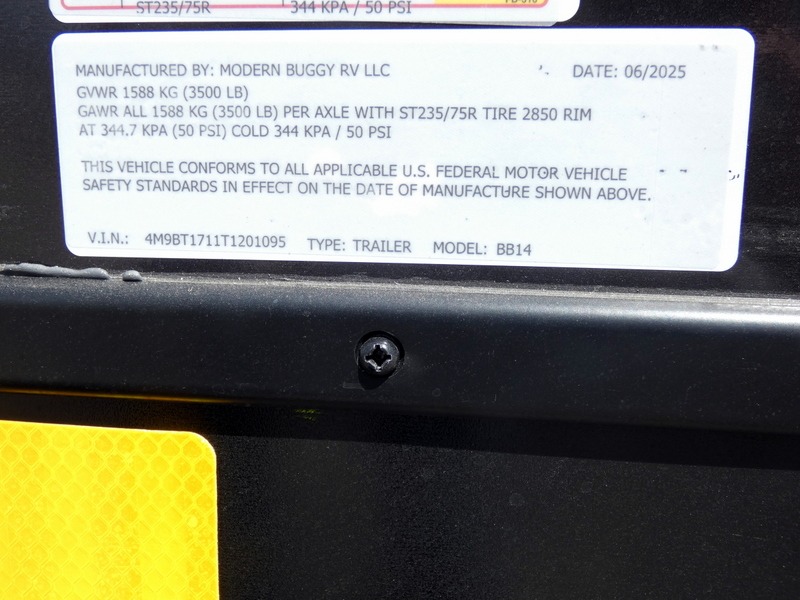 ST235/75R 344 KPA / 50 PSI
MANUFACTURED BY: MODERN BUGGY RV LLC DATE: 06/2025
GVWR 1588 KG (3500 LB)
GAWR ALL 1588 KG (3500 LB) PER AXLE WITH ST235/75R TIRE 2850 RIM
AT 344.7 KPA (50 PSI) COLD 344 KPA / 50 PSI
THIS VEHICLE CONFORMS TO ALL APPLICABLE U.S. FEDERAL MOTOR VEHICLE
SAFETY STANDARDS IN EFFECT ON THE DATE OF MANUFACTURE SHOWN ABOVE.
V.I.N.: 4M9BT1711T1201095 TYPE: TRAILER MODEL: BB14